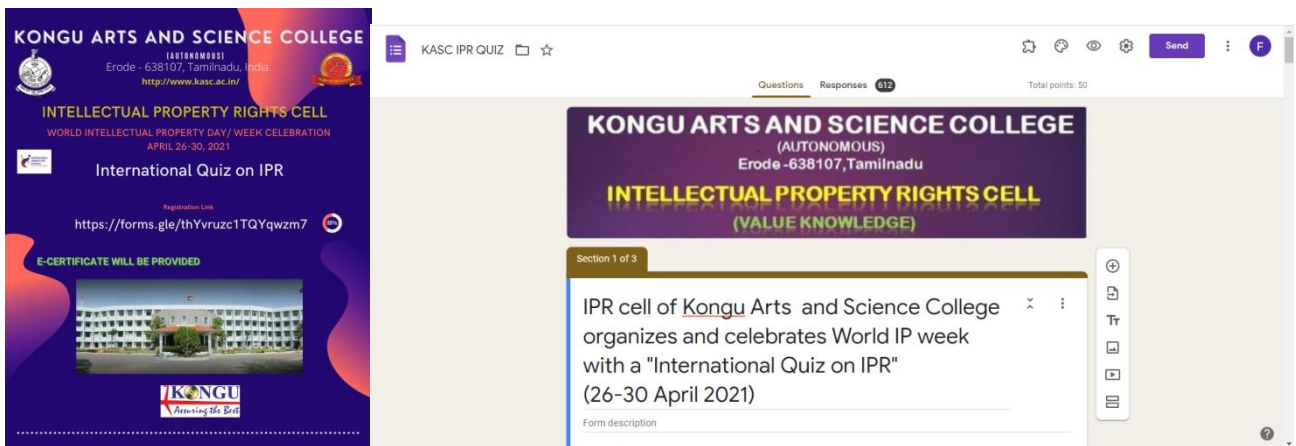 KONGU ARTS AND SCIENCE COLLEGE
(AUTONOMOUS)
Erode - 638107, Tamilnadu, India.
http://www.kasc.ac.in/
INTELLECTUAL PROPERTY RIGHTS CELL
WORLD INTELLECTUAL PROPERTY DAY/ WEEK CELEBRATION
APRIL 26-30, 2021
International Quiz on IPR
Registration Link
https://forms.gle/thYvruzc1TQYqwzm7
E-CERTIFICATE WILL BE PROVIDED
KONGU
Assuring the Best
KASC IPR QUIZ
Send
F
Questions Responses 612
Total points: 50
KONGU ARTS AND SCIENCE COLLEGE
(AUTONOMOUS)
Erode -638107,Tamilnadu
INTELLECTUAL PROPERTY RIGHTS CELL
(VALUE KNOWLEDGE)
Section 1 of 3
IPR cell of Kongu Arts and Science College
organizes and celebrates World IP week
with a "International Quiz on IPR"
(26-30 April 2021)
Form description
Tт